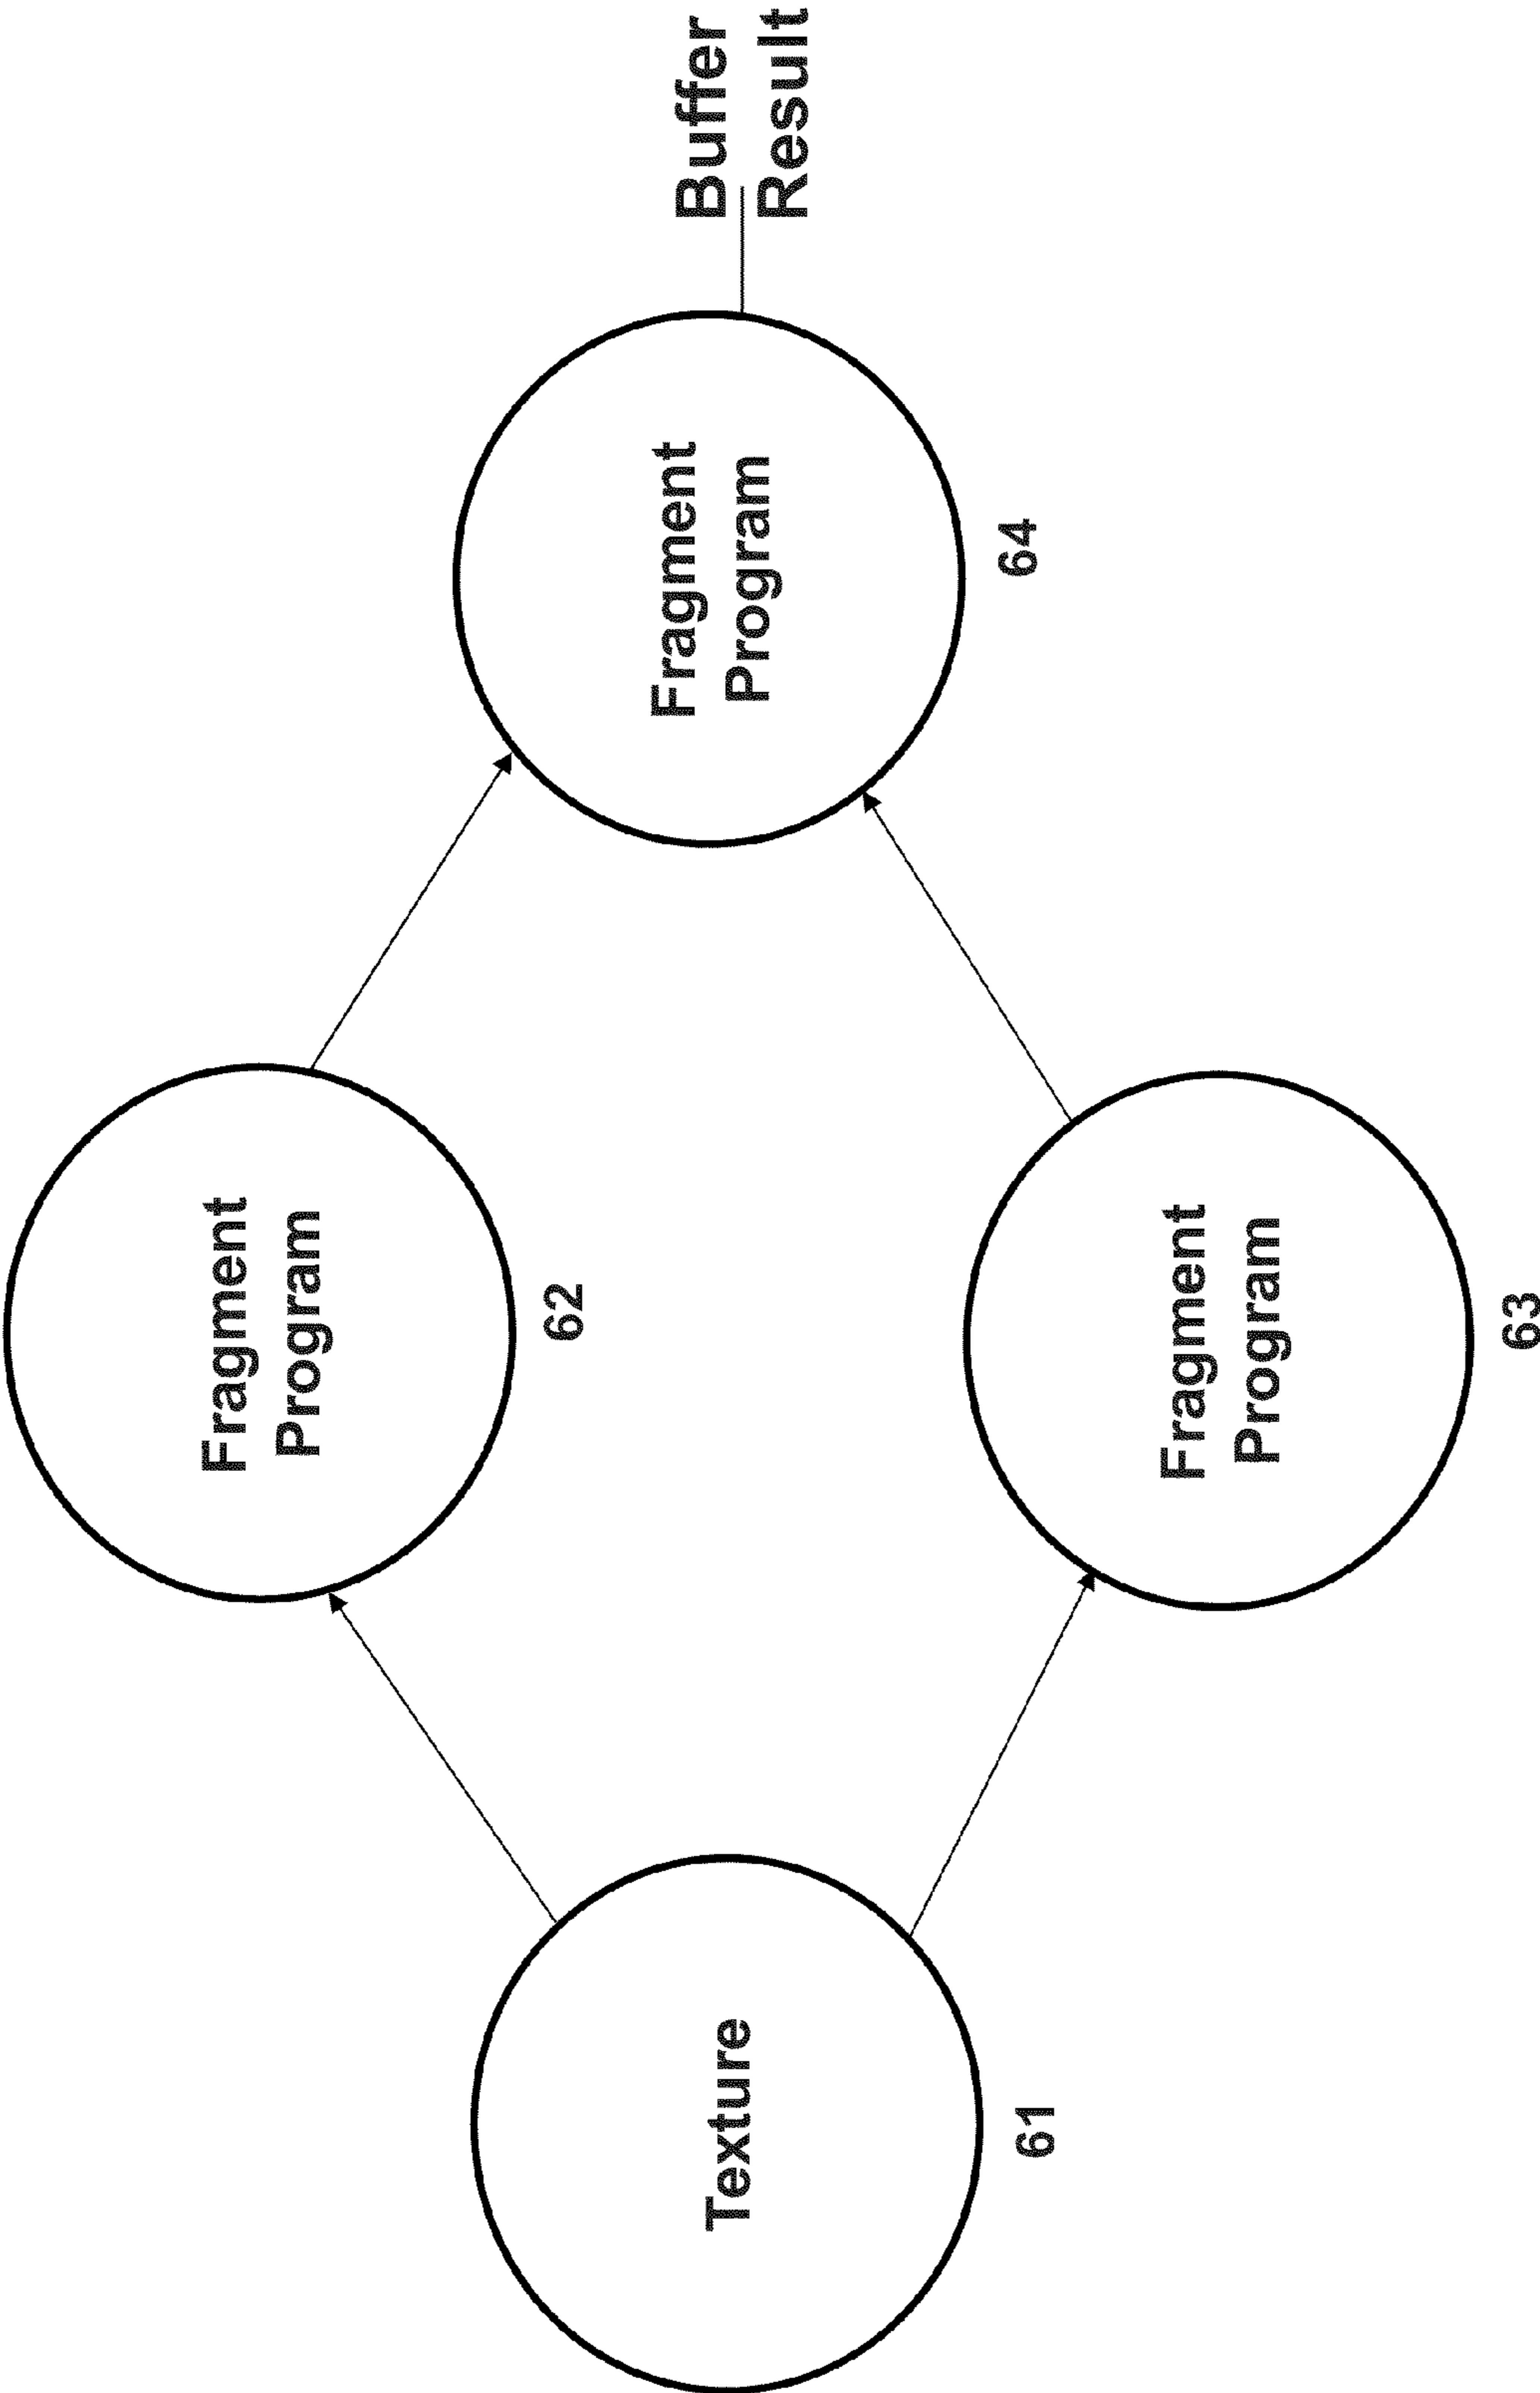 Texture
61
Fragment
Program
62
Fragment
Program
63
Fragment
Program
64
Buffer
Result